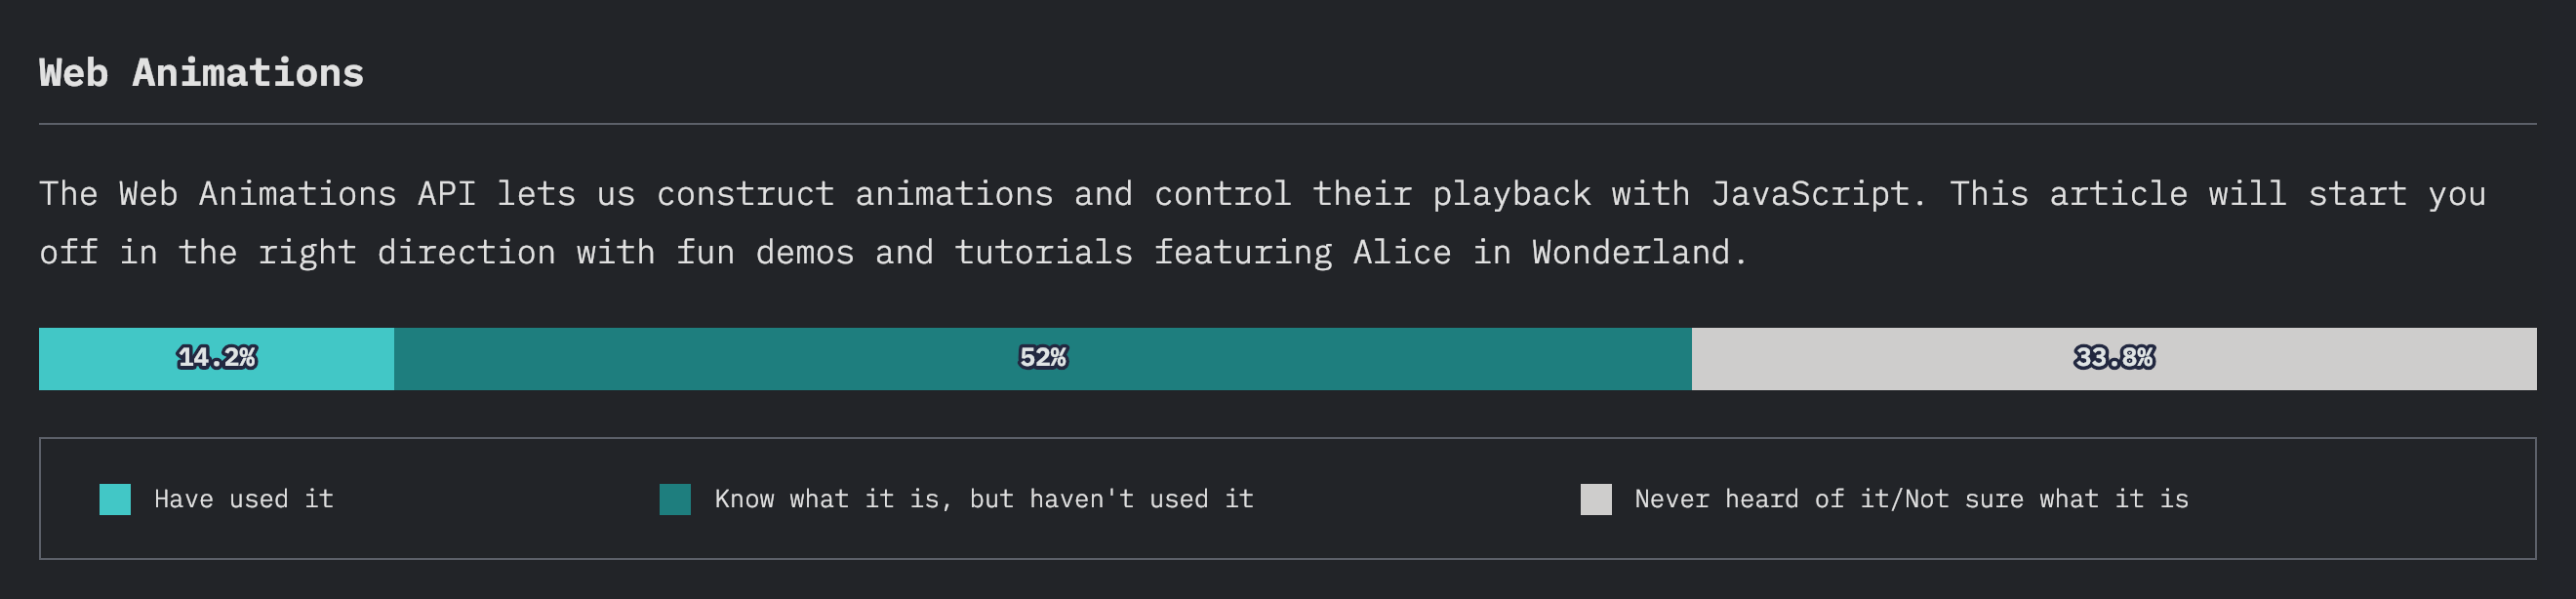 Web Animations
The Web Animations API lets us construct animations and control their playback with JavaScript. This article will start you
off in the right direction with fun demos and tutorials featuring Alice in Wonderland.
14.2% 52% 33.8%
Have used it Know what it is, but haven't used it Never heard of it/Not sure what it is